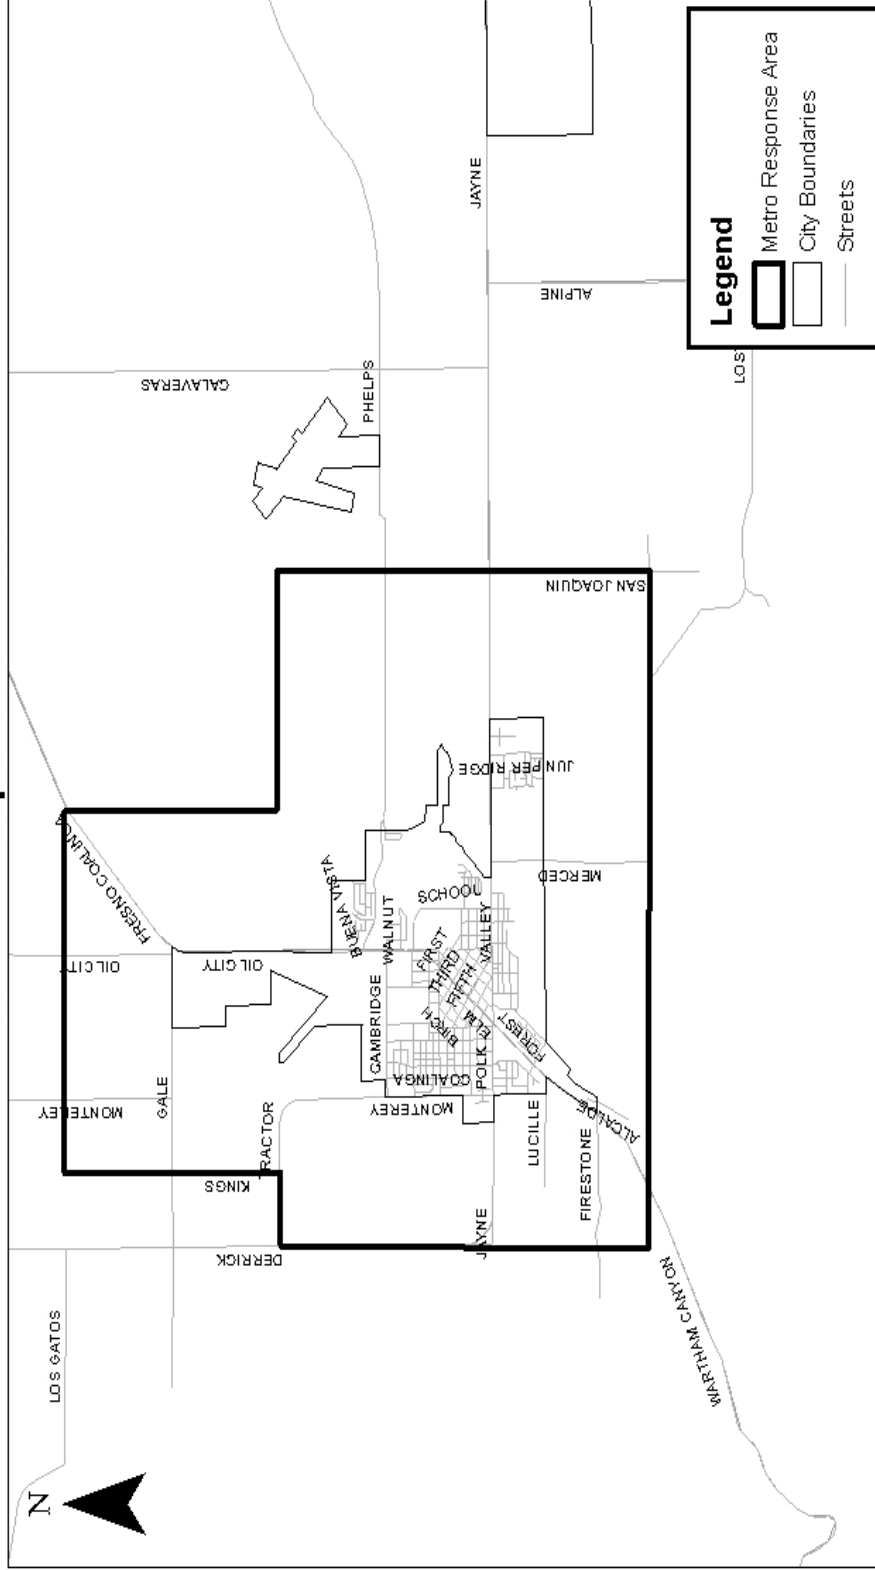 N
LOS GATOS
DERRICK
KINGS
MONTEREY
GALE
TRACTOR
OIL CITY
OIL CITY
FRESNO COALINGA
CALAVERAS
PHELPS
JAYNE
ALPINE
LOS
BUENA VISTA
WALNUT
CAMBRIDGE
SCHOOL
FIRST
THIRD
FIFTH
VALLEY
BIRCH
ELM
POLK
COALINGA
MONTEREY
FOREST
LUCILLE
ALCALDE
FIRESTONE
JAYNE
JUNIPER RIDGE
MERCED
SAN JOAQUIN
WARTHAM CANYON
Legend
Metro Response Area
City Boundaries
Streets